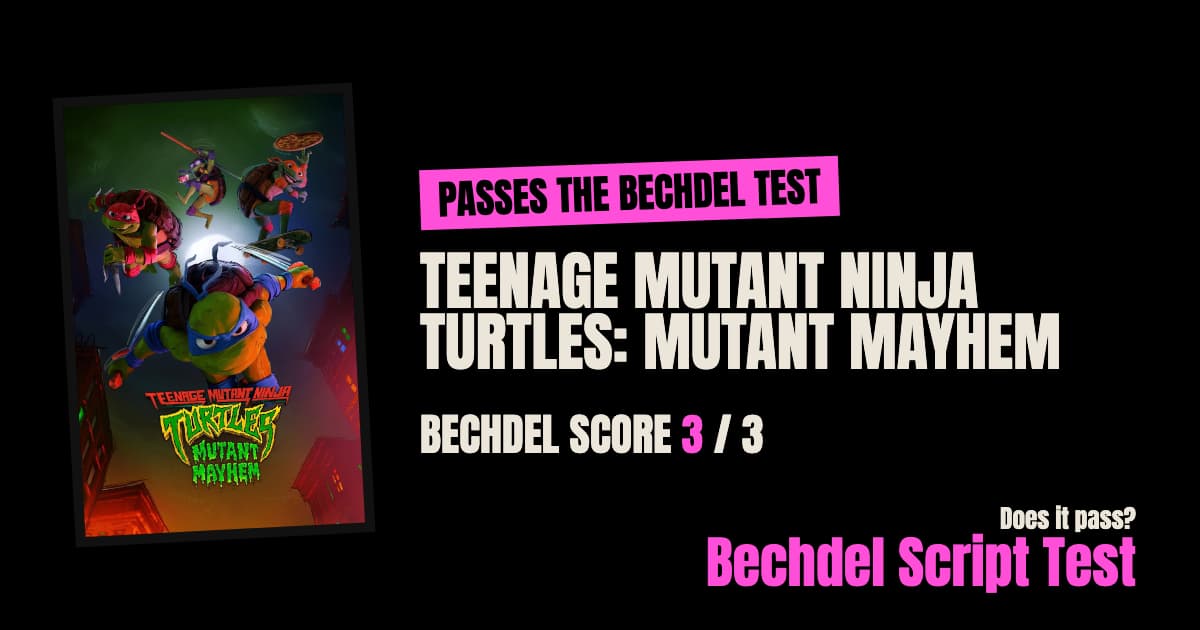 PASSES THE BECHDEL TEST
TEENAGE MUTANT NINJA
TURTLES: MUTANT MAYHEM
BECHDEL SCORE 3 / 3
TEENAGE MUTANT NINJA
TURTLES
MUTANT
MAYHEM
Does it pass?
Bechdel Script Test